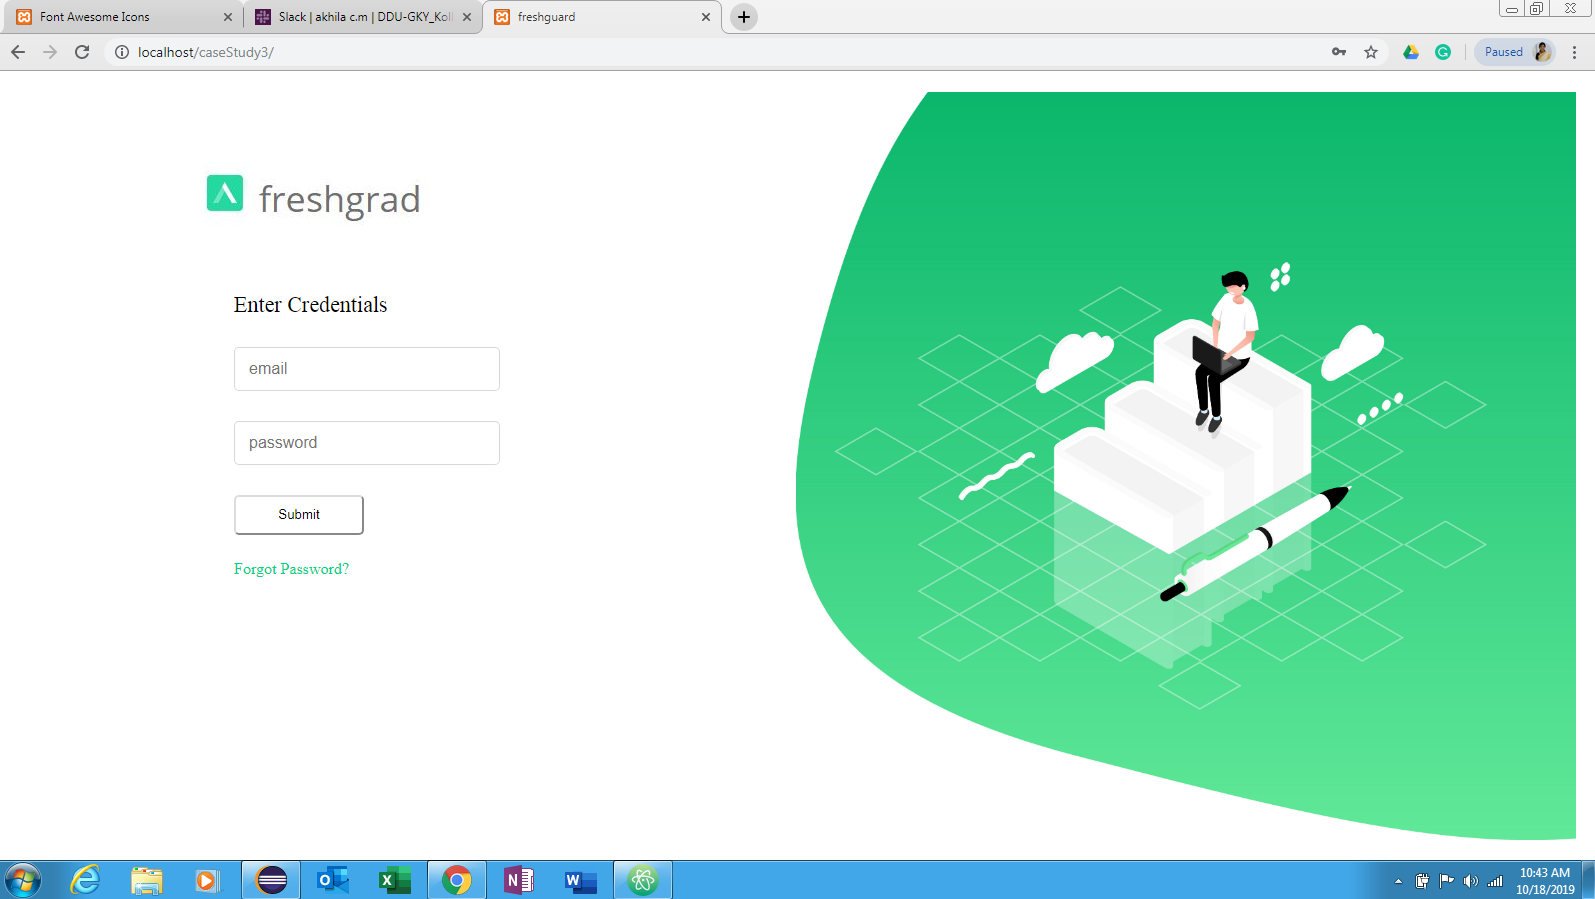 Font Awesome Icons
Slack | akhila c.m | DDU-GKY_Koll
freshguard
localhost/caseStudy3/
Paused
freshgrad
Enter Credentials
email
password
Submit
Forgot Password?
10:43 AM
10/18/2019